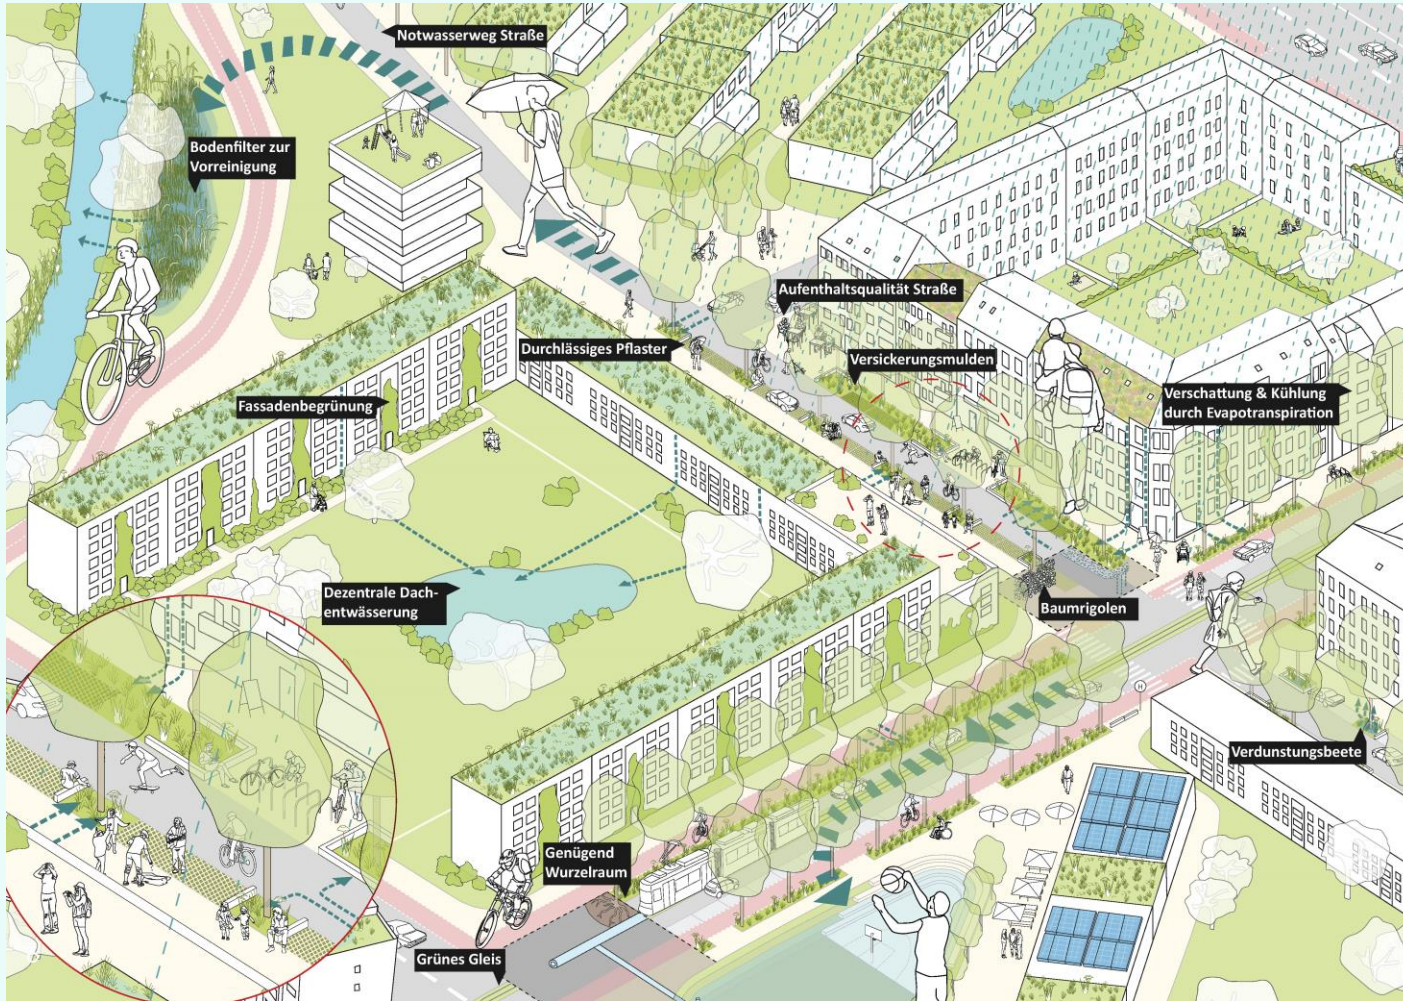 Notwasserweg Straße
Bodenfilter zur
Vorreinigung
Aufenthaltsqualität Straße
Durchlässiges Pflaster
Versickerungsmulden
Verschattung & Kühlung
durch Evapotranspiration
Fassadenbegrünung
Dezentrale Dach-
entwässerung
Baumrigolen
Verdunstungsbeete
Genügend
Wurzelraum
Grünes Gleis
H